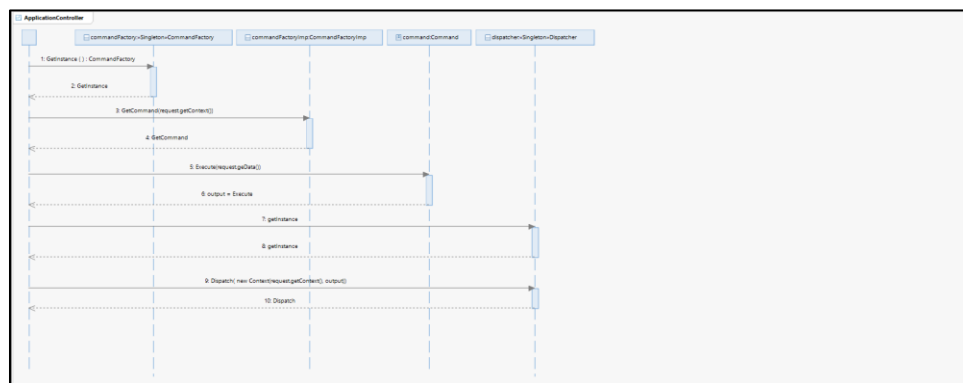 ApplicationController
commandFactory:=Singleton=CommandFactory
commandFactoryImp:CommandFactoryImp
command:Command
dispatcher=Singleton=Dispatcher
1: GetInstance ( ) : CommandFactory
2: GetInstance
3: GetCommand(request.getContext())
4: GetCommand
5: Execute(request.geData())
6: output = Execute
7: getInstance
8: getInstance
9: Dispatch( new Context(request.getContext(), output))
10: Dispatch